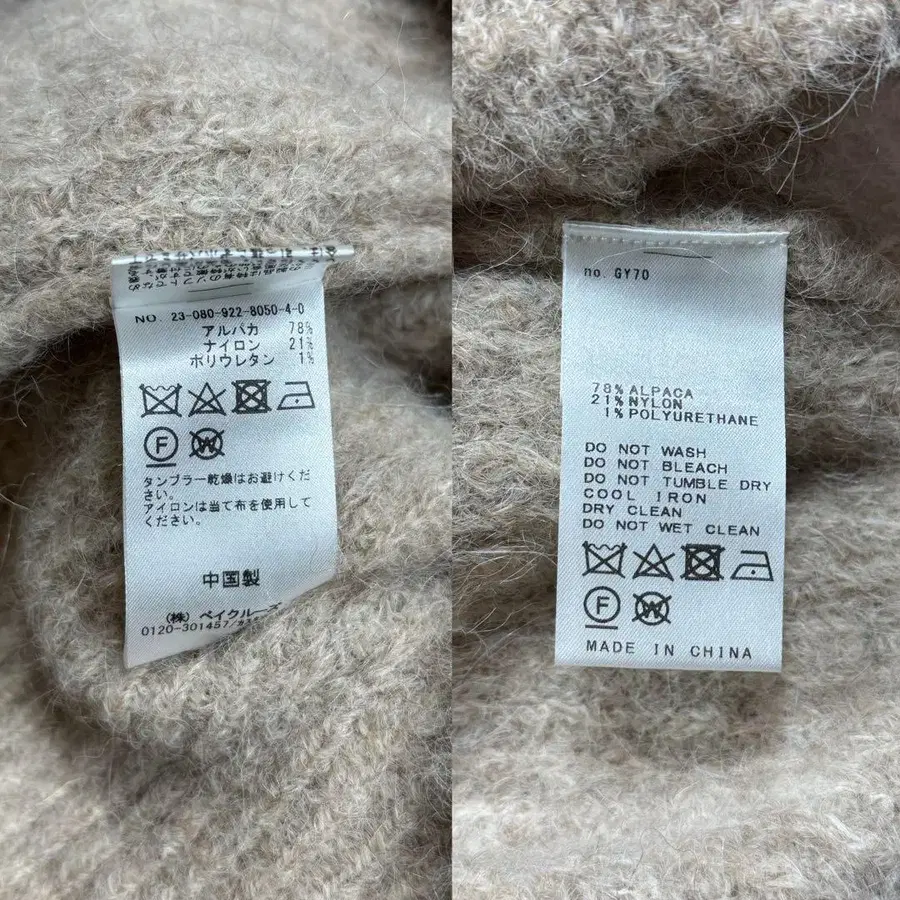 NO. 23-080-922-8050-4-0
アルパカ 78%
ナイロン 21%
ポリウレタン 1%
F
W
タンブラー乾燥はお避けくだ
さい。
アイロンは当て布を使用して
ください。
中国製
(株) ベイクルーズ
0120-301457/カスタ
no. GY70
78% ALPACA
21% NYLON
1% POLYURETHANE
DO NOT WASH
DO NOT BLEACH
DO NOT TUMBLE DRY
COOL IRON
DRY CLEAN
DO NOT WET CLEAN
F
W
MADE IN CHINA